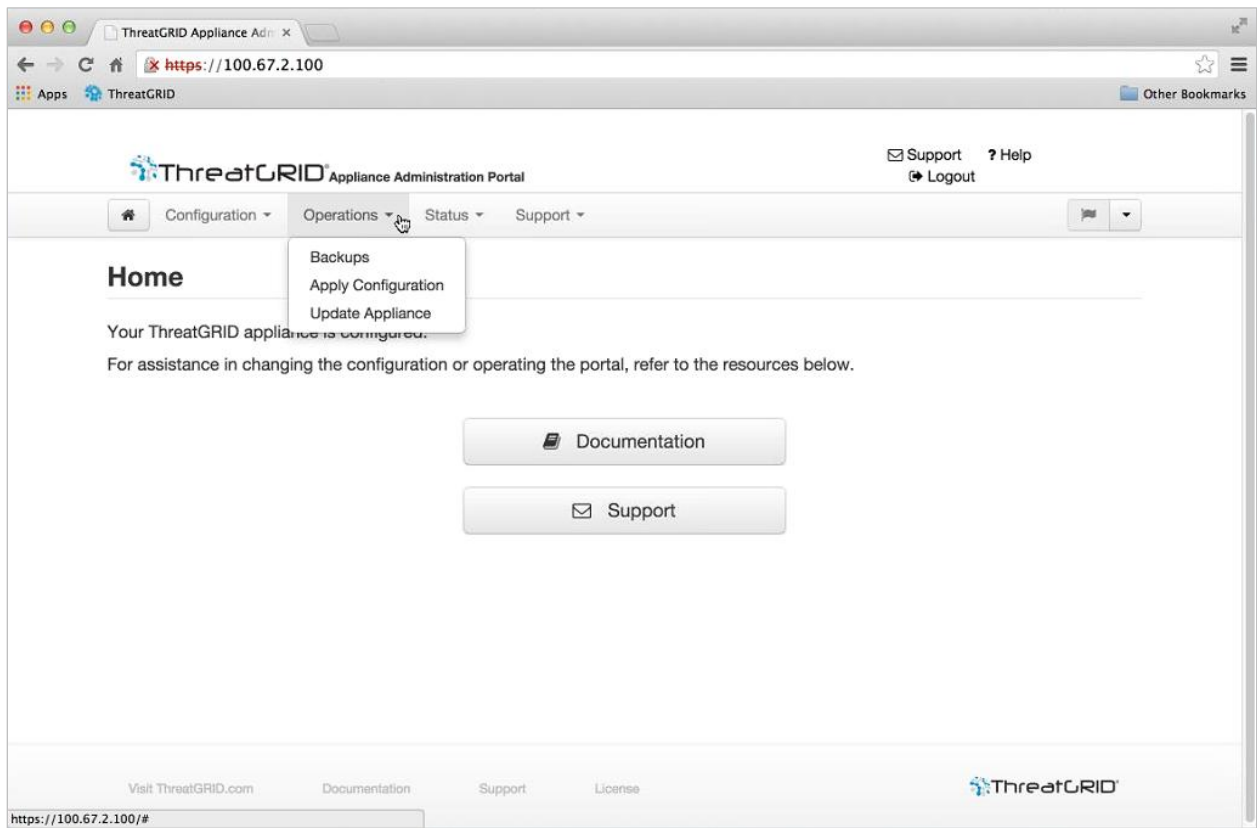 ThreatGRID Appliance Adm
https://100.67.2.100
Apps ThreatGRID Other Bookmarks
ThreatGRID Appliance Administration Portal
Support ? Help
Logout
Configuration Operations Status Support
Backups
Apply Configuration
Update Appliance
Home
Your ThreatGRID appliance is configured.
For assistance in changing the configuration or operating the portal, refer to the resources below.
Documentation
Support
Visit ThreatGRID.com Documentation Support License
ThreatGRID
https://100.67.2.100/#